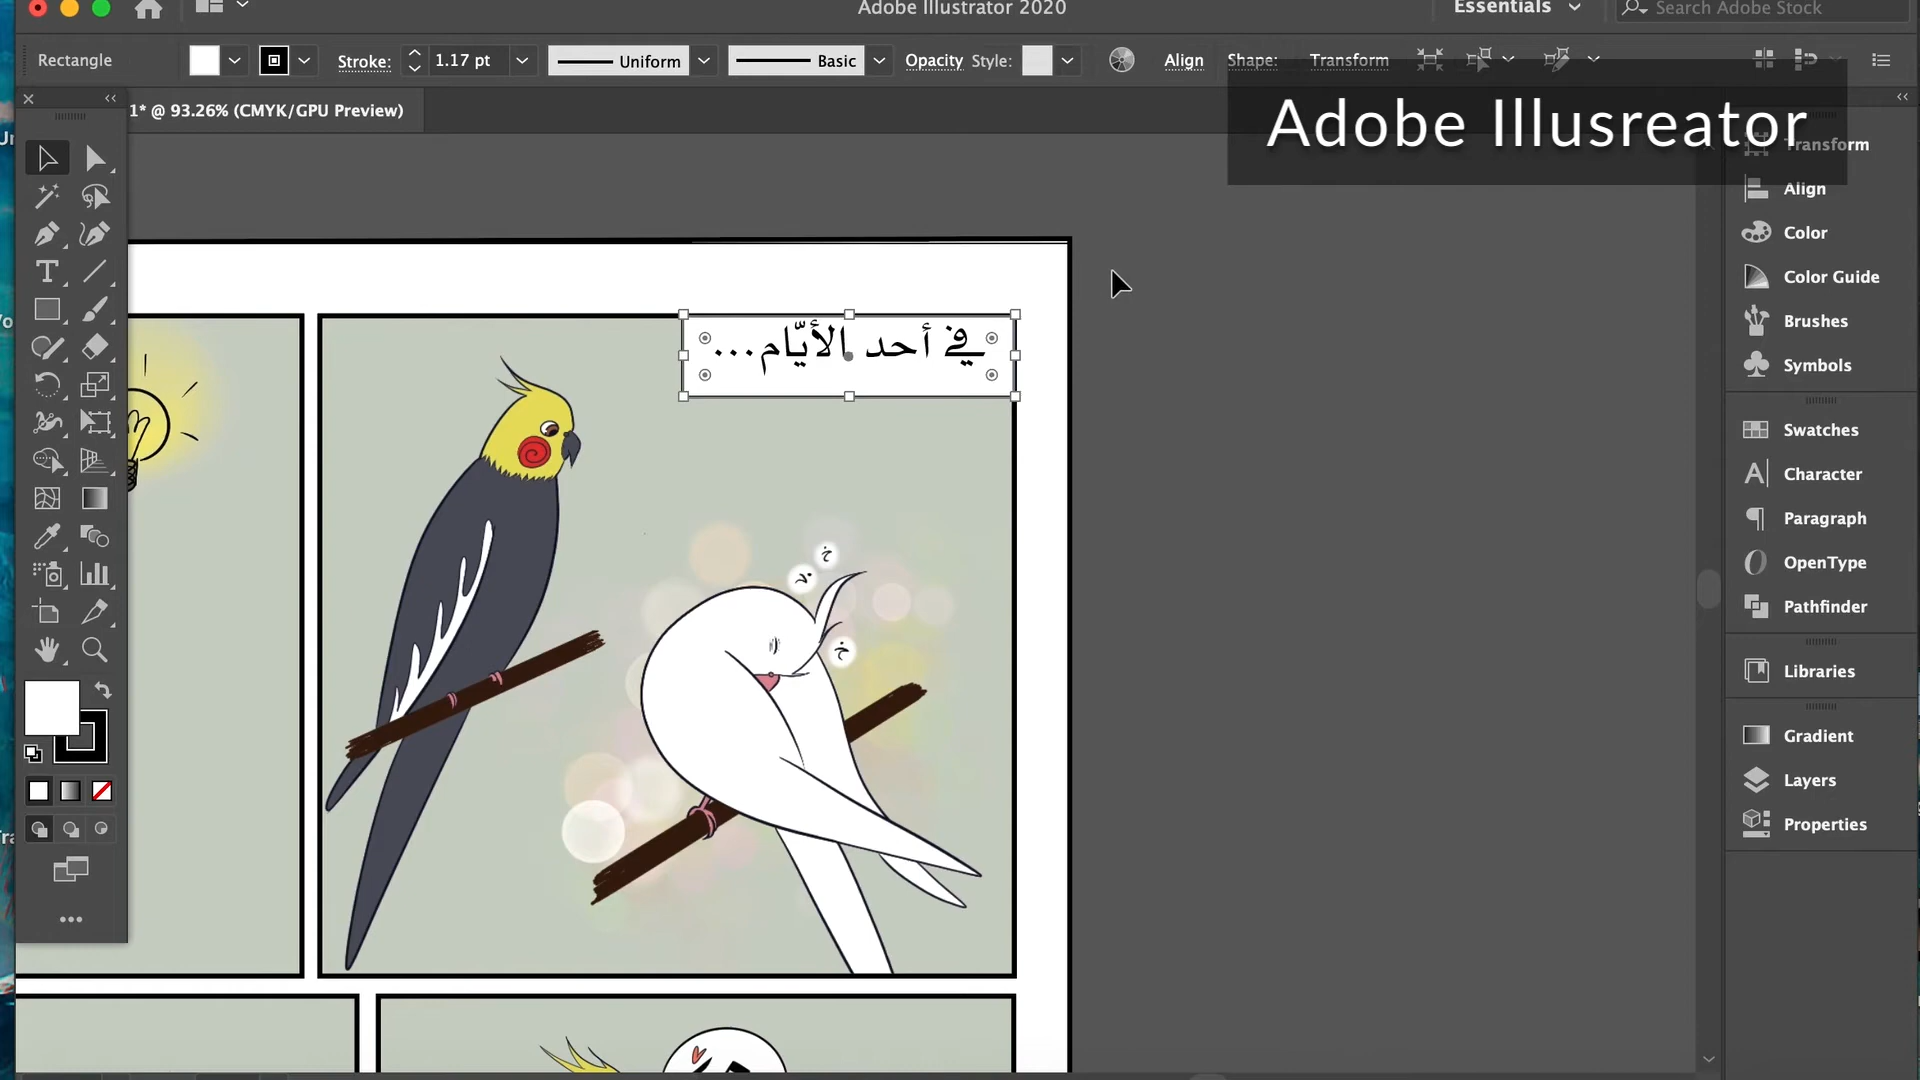 Adobe Illustrator 2020
Essentials
Search Adobe Stock
Rectangle
Stroke:
1.17 pt
Uniform
Basic
Opacity
Style:
Align
Shape:
Transform
1* @ 93.26% (CMYK/GPU Preview)
Adobe Illusreator
Transform
Align
Color
Color Guide
Brushes
Symbols
Swatches
Character
Paragraph
OpenType
Pathfinder
Libraries
Gradient
Layers
Properties
في أحد الأيّام...
خ
خ